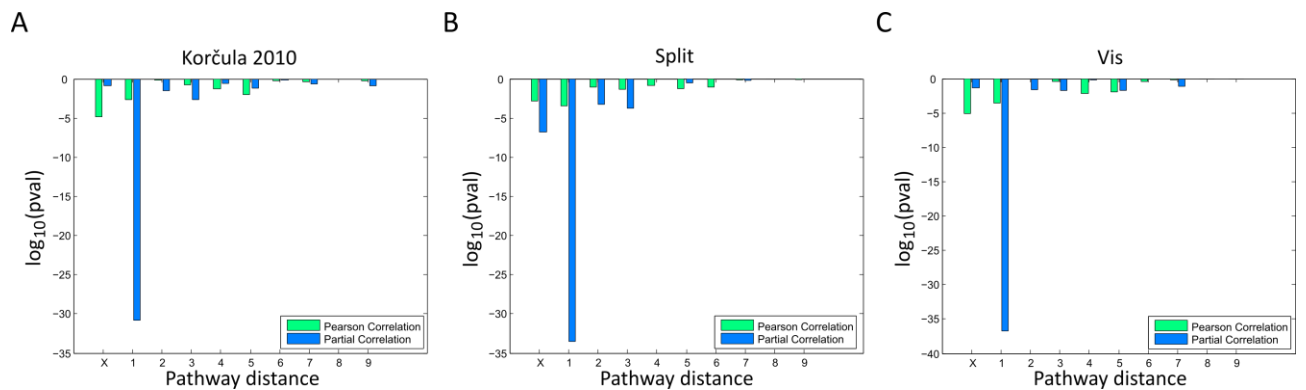 A
Korčula 2010
0
−5
−10
−15
−20
−25
−30
−35
log10(pval)
X 1 2 3 4 5 6 7 8 9
Pathway distance
Pearson Correlation
Partial Correlation
B
Split
0
−5
−10
−15
−20
−25
−30
−35
log10(pval)
X 1 2 3 4 5 6 7 8 9
Pathway distance
Pearson Correlation
Partial Correlation
C
Vis
0
−5
−10
−15
−20
−25
−30
−35
−40
log10(pval)
X 1 2 3 4 5 6 7 8 9
Pathway distance
Pearson Correlation
Partial Correlation